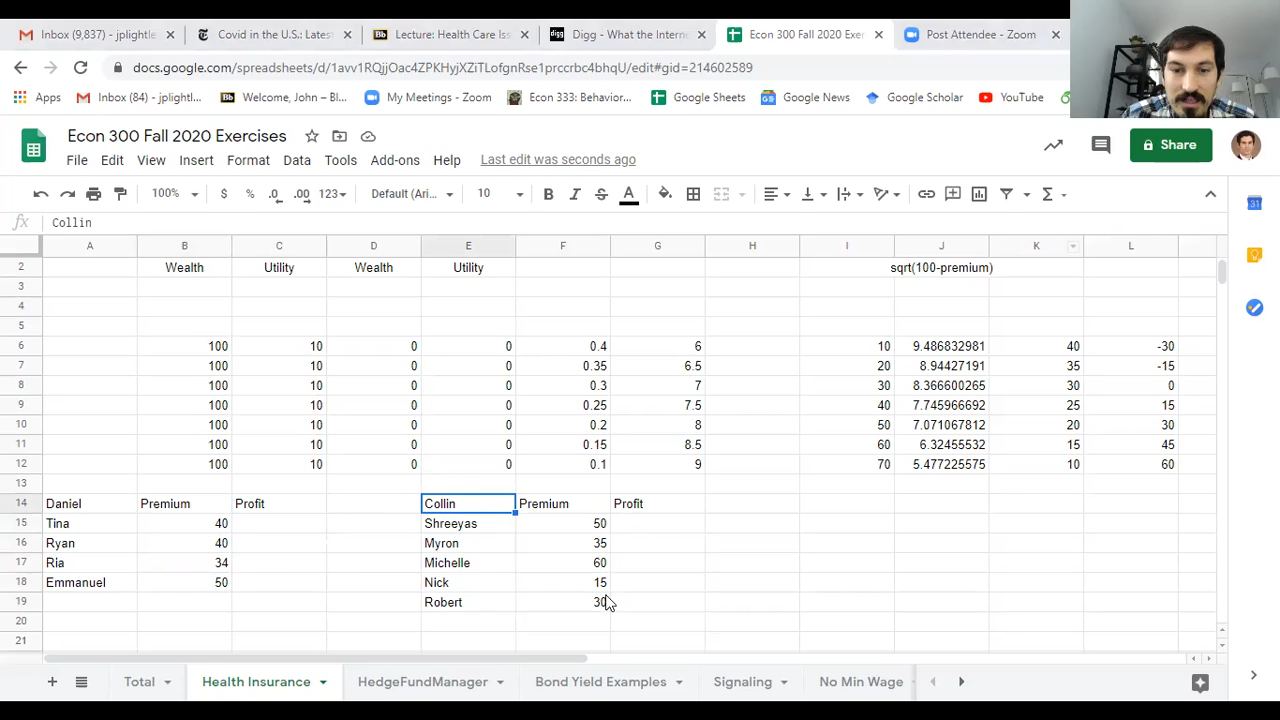 Inbox (9,837) - jplightle
Covid in the U.S.: Latest
Lecture: Health Care Iss
Digg - What the Interne
Econ 300 Fall 2020 Exer
Post Attendee - Zoom
docs.google.com/spreadsheets/d/1avv1RQjjOac4ZPKHyjXZiTLofgnRse1prccrbc4bhqU/edit#gid=214602589
Apps
Inbox (84) - jplightl...
Welcome, John – Bl...
My Meetings - Zoom
Econ 333: Behavior...
Google Sheets
Google News
Google Scholar
YouTube
Econ 300 Fall 2020 Exercises
File Edit View Insert Format Data Tools Add-ons Help Last edit was seconds ago
Share
100% $ % .0 .00 123 Default (Ari... 10 B I S A
fx Collin
A B C D E F G H I J K L
2 Wealth Utility Wealth Utility sqrt(100-premium)
3
4
5
6 100 10 0 0 0.4 6 10 9.486832981 40 -30
7 100 10 0 0 0.35 6.5 20 8.94427191 35 -15
8 100 10 0 0 0.3 7 30 8.366600265 30 0
9 100 10 0 0 0.25 7.5 40 7.745966692 25 15
10 100 10 0 0 0.2 8 50 7.071067812 20 30
11 100 10 0 0 0.15 8.5 60 6.32455532 15 45
12 100 10 0 0 0.1 9 70 5.477225575 10 60
13
14 Daniel Premium Profit Collin Premium Profit
15 Tina 40 Shreeyas 50
16 Ryan 40 Myron 35
17 Ria 34 Michelle 60
18 Emmanuel 50 Nick 15
19 Robert 30
20
21
Total Health Insurance HedgeFundManager Bond Yield Examples Signaling No Min Wage